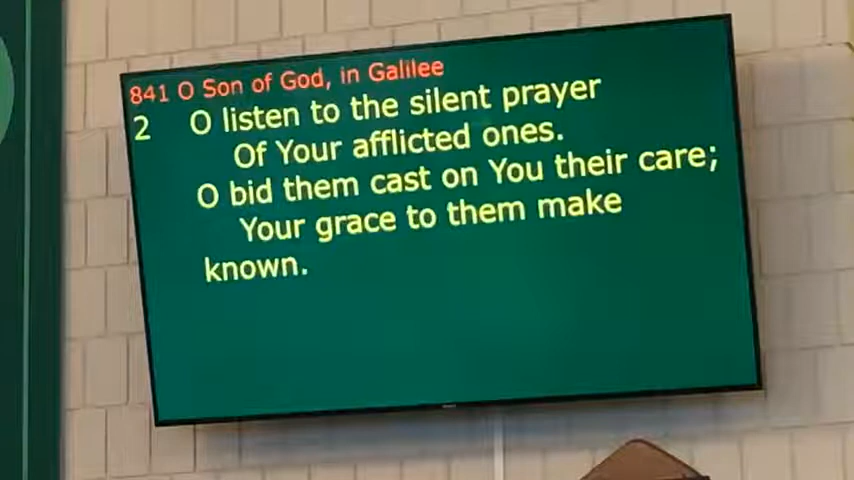 841 O Son of God, in Galilee
2 O listen to the silent prayer
Of Your afflicted ones.
O bid them cast on You their care;
Your grace to them make
known.